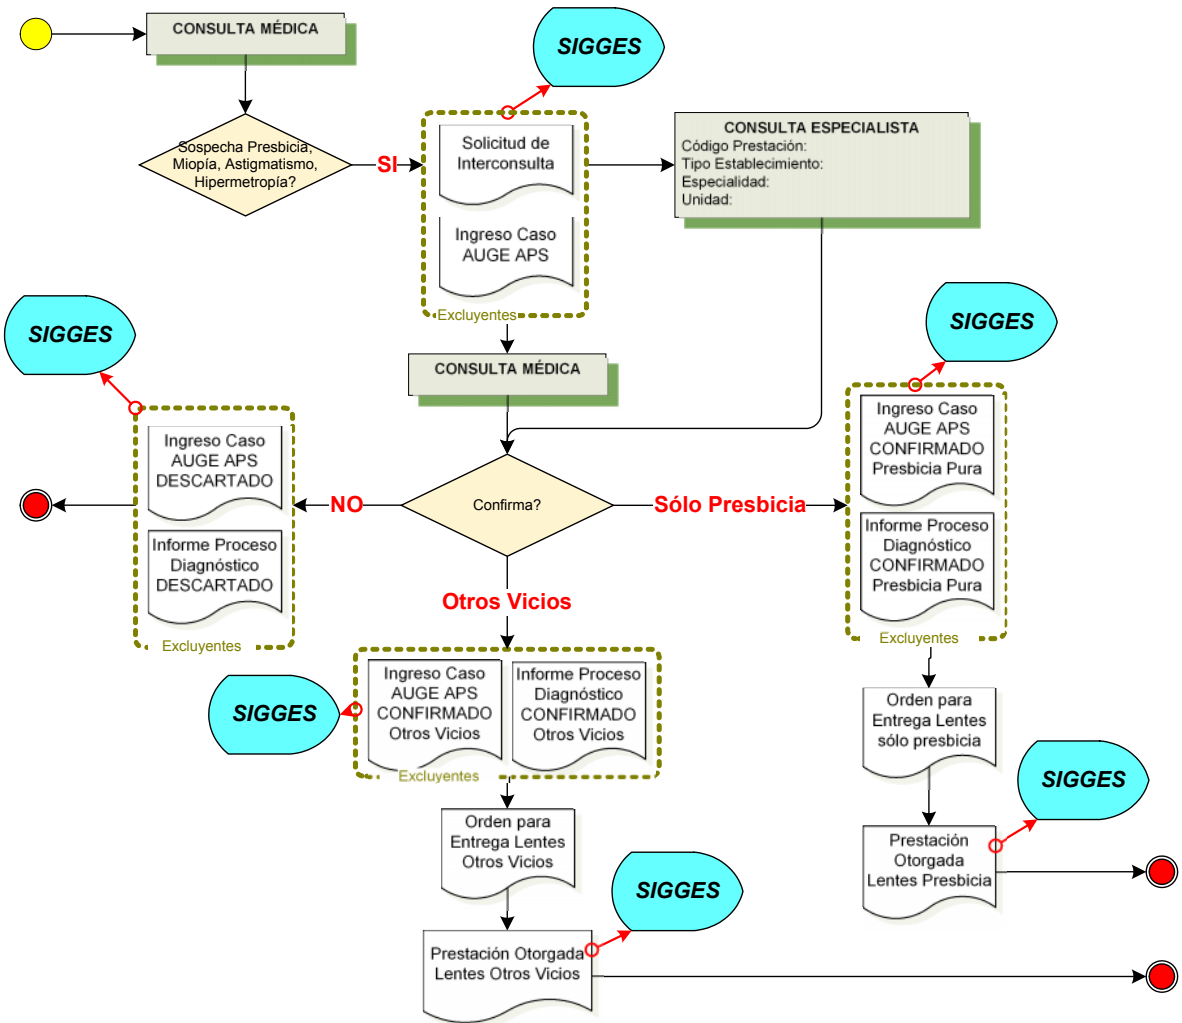 CONSULTA MÉDICA
SIGGES
Sospecha Presbicia,
Miopía, Astigmatismo,
Hipermetropía?
SI
Solicitud de
Interconsulta
Ingreso Caso
AUGE APS
Excluyentes
CONSULTA ESPECIALISTA
Código Prestación:
Tipo Establecimiento:
Especialidad:
Unidad:
SIGGES
SIGGES
CONSULTA MÉDICA
Ingreso Caso
AUGE APS
DESCARTADO
Informe Proceso
Diagnóstico
DESCARTADO
Excluyentes
NO
Confirma?
Sólo Presbicia
Ingreso Caso
AUGE APS
CONFIRMADO
Presbicia Pura
Informe Proceso
Diagnóstico
CONFIRMADO
Presbicia Pura
Excluyentes
Otros Vicios
SIGGES
Ingreso Caso
AUGE APS
CONFIRMADO
Otros Vicios
Informe Proceso
Diagnóstico
CONFIRMADO
Otros Vicios
Excluyentes
Orden para
Entrega Lentes
sólo presbicia
SIGGES
Orden para
Entrega Lentes
Otros Vicios
Prestación
Otorgada
Lentes Presbicia
SIGGES
Prestación Otorgada
Lentes Otros Vicios